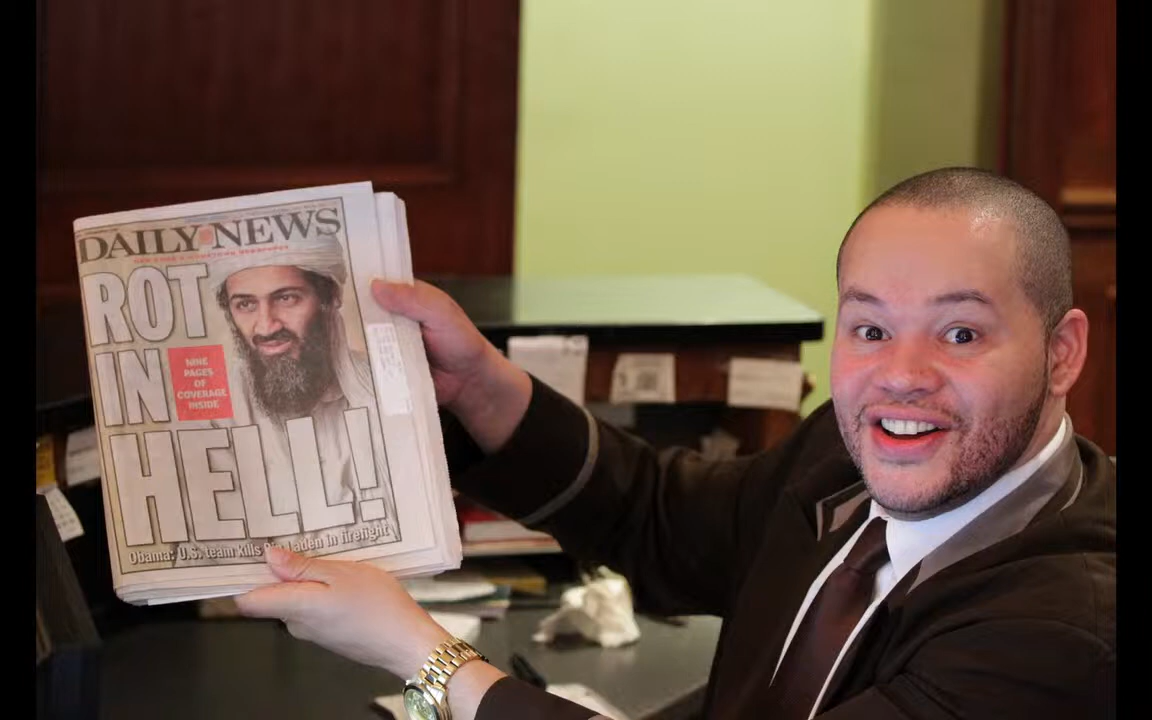 DAILY NEWS
ROT
IN
NINE
PAGES
OF
COVERAGE
INSIDE
HELL!
Obama: U.S. team kills Bin Laden in firefight